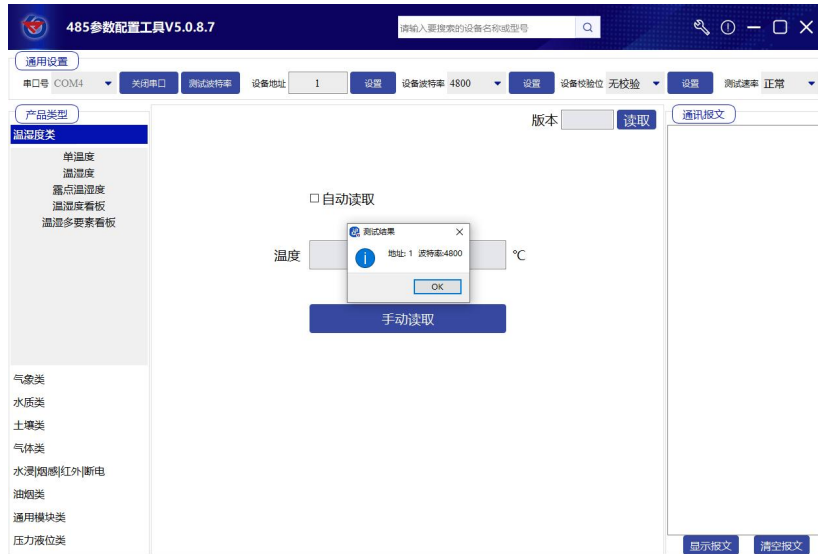 485参数配置工具V5.0.8.7
请输入要搜索的设备名称或型号
通用设置
串口号 COM4 关闭串口 测试波特率 设备地址 1 设置 设备波特率 4800 设置 设备校验位 无校验 设置 测试速率 正常
产品类型
温湿度类
单温度
温湿度
露点温湿度
温湿度看板
温湿多要素看板
气象类
水质类
土壤类
气体类
水浸|烟感|红外|断电
油烟类
通用模块类
压力液位类
版本 读取
自动读取
温度 ℃
手动读取
测试结果
地址: 1 波特率:4800
OK
通讯报文
显示报文 清空报文